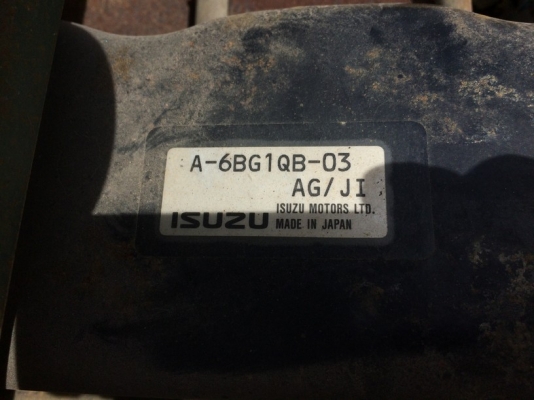 A-6BG1QB-03
AG/JI
ISUZU ISUZU MOTORS LTD.
MADE IN JAPAN